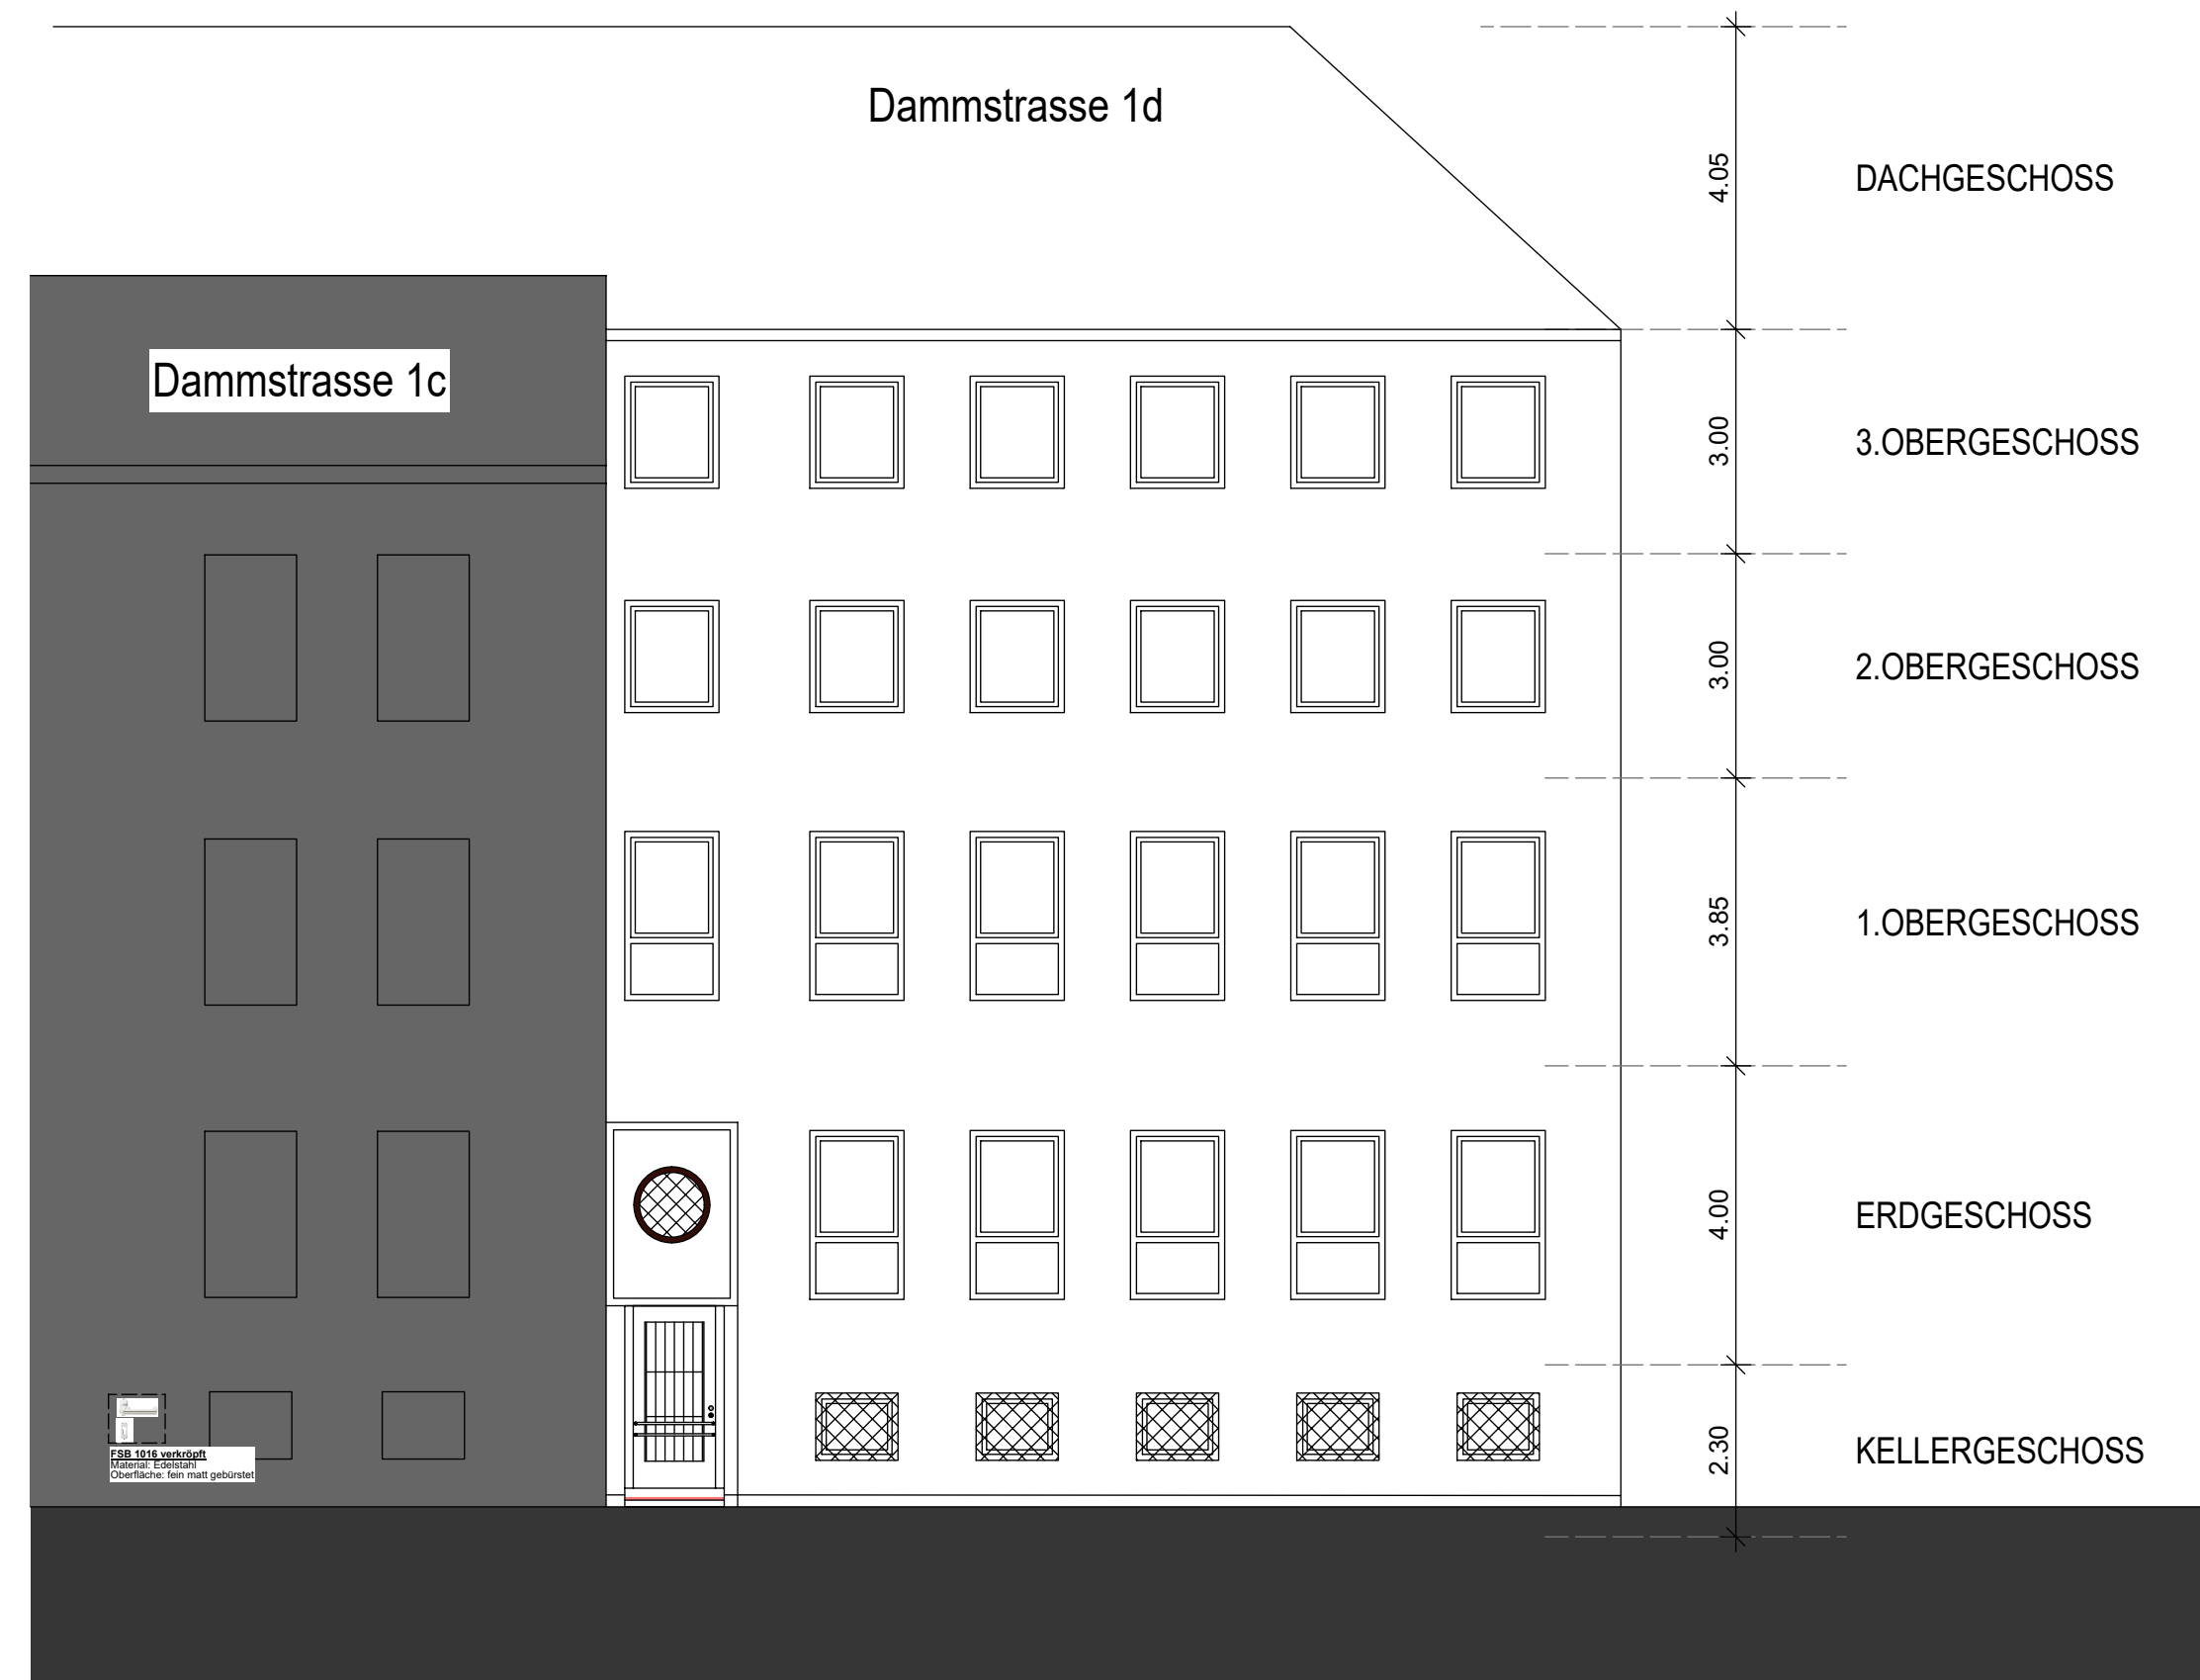 Dammstrasse 1d
4.05
DACHGESCHOSS
Dammstrasse 1c
3.00
3.OBERGESCHOSS
3.00
2.OBERGESCHOSS
3.85
1.OBERGESCHOSS
4.00
ERDGESCHOSS
2.30
KELLERGESCHOSS
FSB 1016 verkröpft
Material: Edelstahl
Oberfläche: fein matt gebürstet